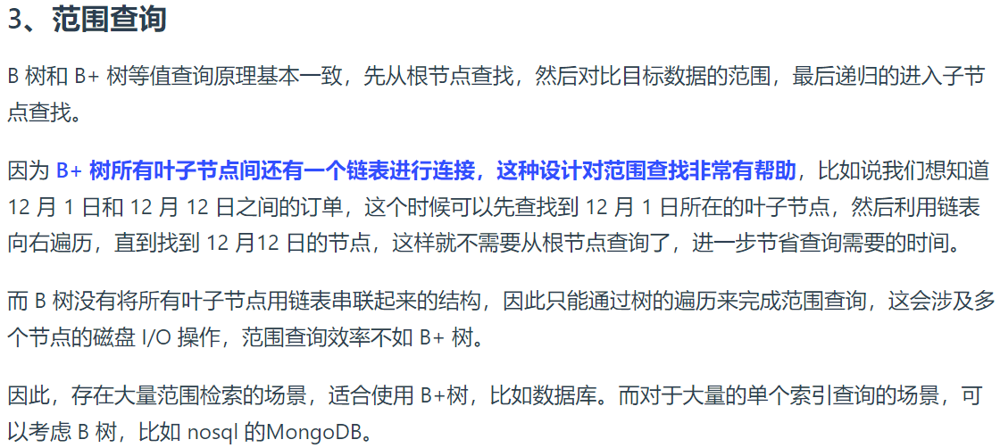 3、范围查询
B 树和 B+ 树等值查询原理基本一致，先从根节点查找，然后对比目标数据的范围，最后递归的进入子节
点查找。
因为 B+ 树所有叶子节点间还有一个链表进行连接，这种设计对范围查找非常有帮助，比如说我们想知道
12 月 1 日和 12 月 12 日之间的订单，这个时候可以先查找到 12 月 1 日所在的叶子节点，然后利用链表
向右遍历，直到找到 12 月12 日的节点，这样就不需要从根节点查询了，进一步节省查询需要的时间。
而 B 树没有将所有叶子节点用链表串联起来的结构，因此只能通过树的遍历来完成范围查询，这会涉及多
个节点的磁盘 I/O 操作，范围查询效率不如 B+ 树。
因此，存在大量范围检索的场景，适合使用 B+树，比如数据库。而对于大量的单个索引查询的场景，可
以考虑 B 树，比如 nosql 的MongoDB。